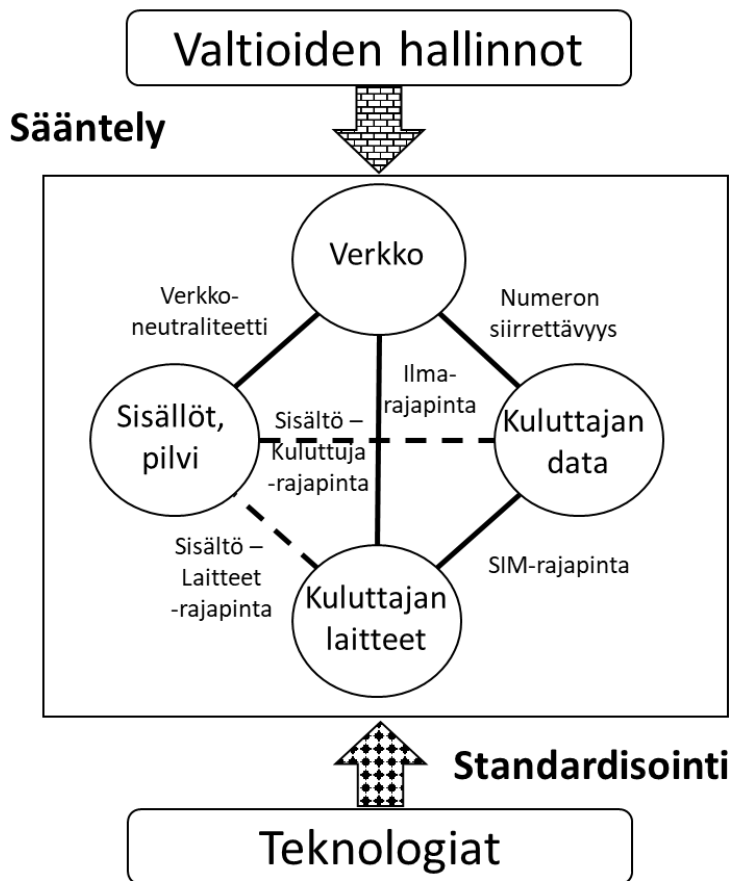 Valtioiden hallinnot
Sääntely
Verkko
Verkko-
neutraliteetti
Numeron
siirrettävyys
Ilma-
rajapinta
Sisällöt,
pilvi
Sisältö –
Kuluttuja
-rajapinta
Kuluttajan
data
Sisältö –
Laitteet
-rajapinta
SIM-rajapinta
Kuluttajan
laitteet
Standardisointi
Teknologiat